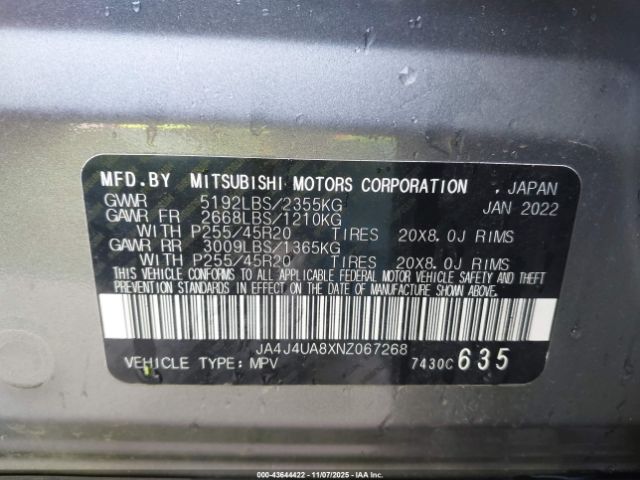 MFD.BY MITSUBISHI MOTORS CORPORATION , JAPAN
GVWR 5192LBS/2355KG JAN 2022
GAWR FR 2668LBS/1210KG
WITH P255/45R20 TIRES 20X8.0J RIMS
GAWR RR 3009LBS/1365KG
WITH P255/45R20 TIRES 20X8.0J RIMS
THIS VEHICLE CONFORMS TO ALL APPLICABLE FEDERAL MOTOR VEHICLE SAFETY AND THEFT
PREVENTION STANDARDS IN EFFECT ON THE DATE OF MANUFACTURE SHOWN ABOVE.
JA4J4UA8XNZ067268
VEHICLE TYPE: MPV 7430C 635
000-43644422 - 11/07/2025 - IAA Inc.